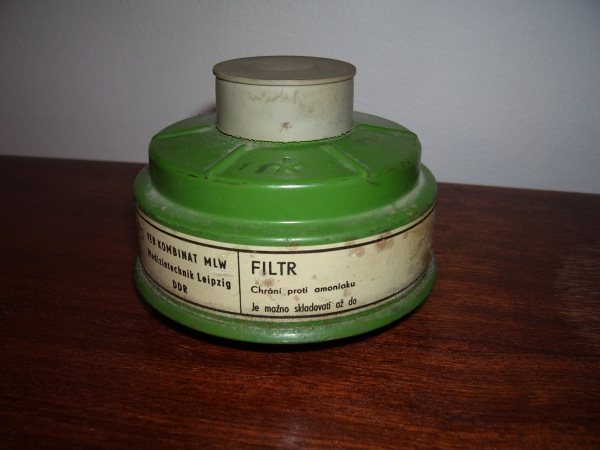 VEB KOMBINAT MLW
Medizintechnik Leipzig
DDR
FILTR
Chrání proti amoniaku
Je možno skladovati až do